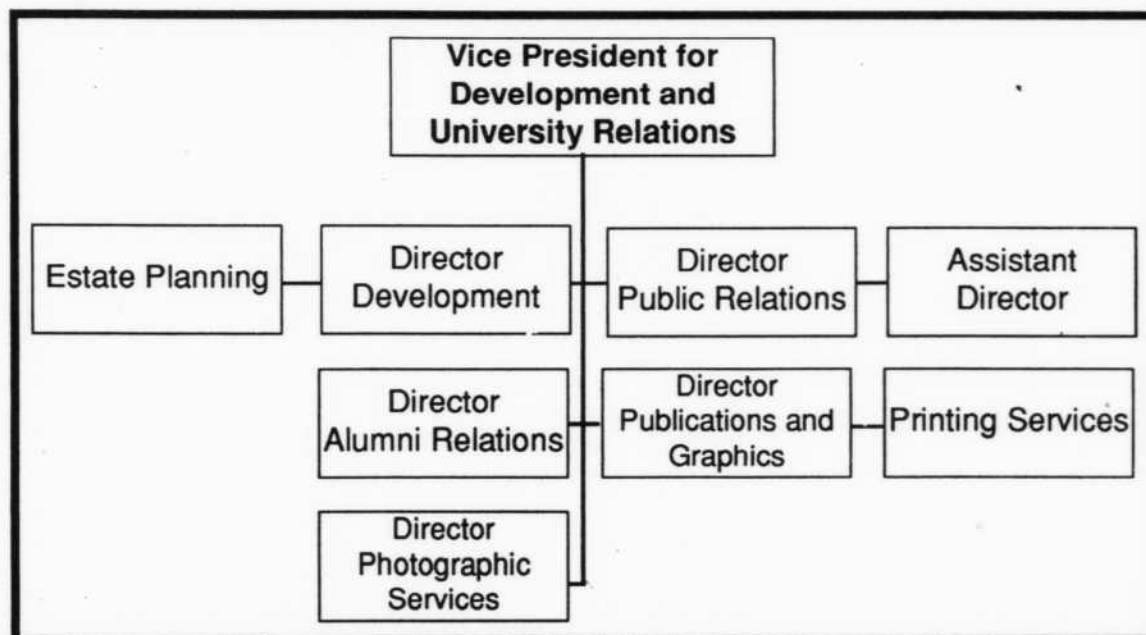 Vice President for
Development and
University Relations
Estate Planning
Director
Development
Director
Public Relations
Assistant
Director
Director
Alumni Relations
Director
Publications and
Graphics
Printing Services
Director
Photographic
Services